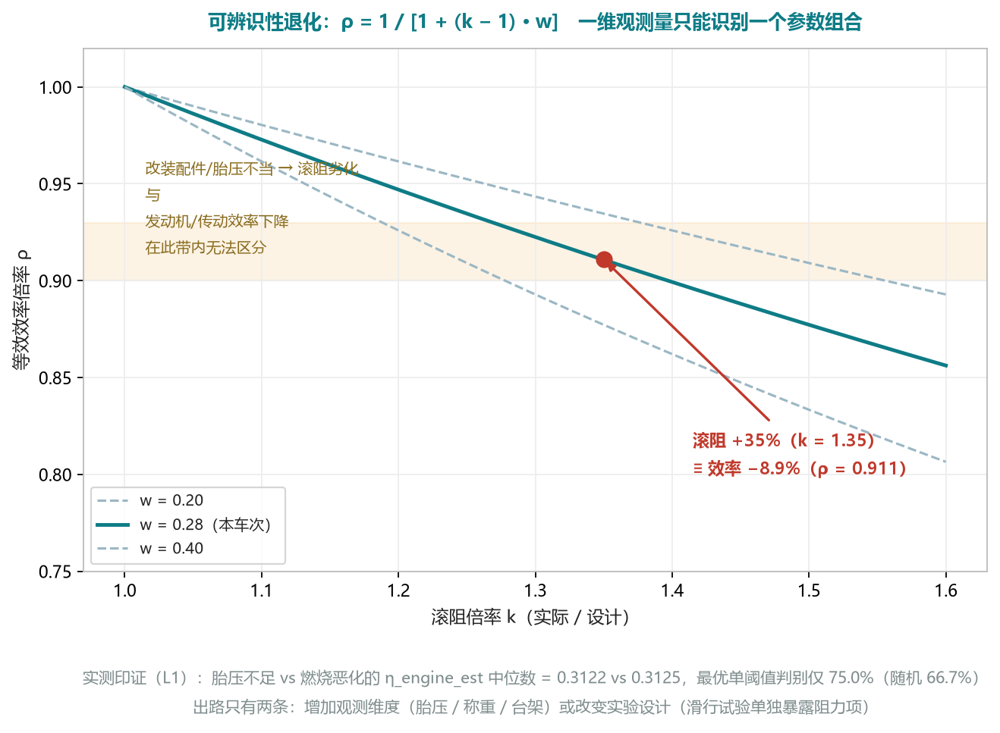 可辨识性退化：ρ = 1 / [1 + (k − 1) • w]　一维观测量只能识别一个参数组合
1.00
0.95
0.90
0.85
0.80
0.75
等效效率倍率 ρ
改装配件/胎压不当 → 滚阻劣化
与
发动机/传动效率下降
在此带内无法区分
滚阻 +35%（k = 1.35）
≡ 效率 −8.9%（ρ = 0.911）
w = 0.20
w = 0.28（本车次）
w = 0.40
1.0 1.1 1.2 1.3 1.4 1.5 1.6
滚阻倍率 k（实际 / 设计）
实测印证（L1）：胎压不足 vs 燃烧恶化的 η_engine_est 中位数 = 0.3122 vs 0.3125，最优单阈值判别仅 75.0%（随机 66.7%）
出路只有两条：增加观测维度（胎压 / 称重 / 台架）或改变实验设计（滑行试验单独暴露阻力项）